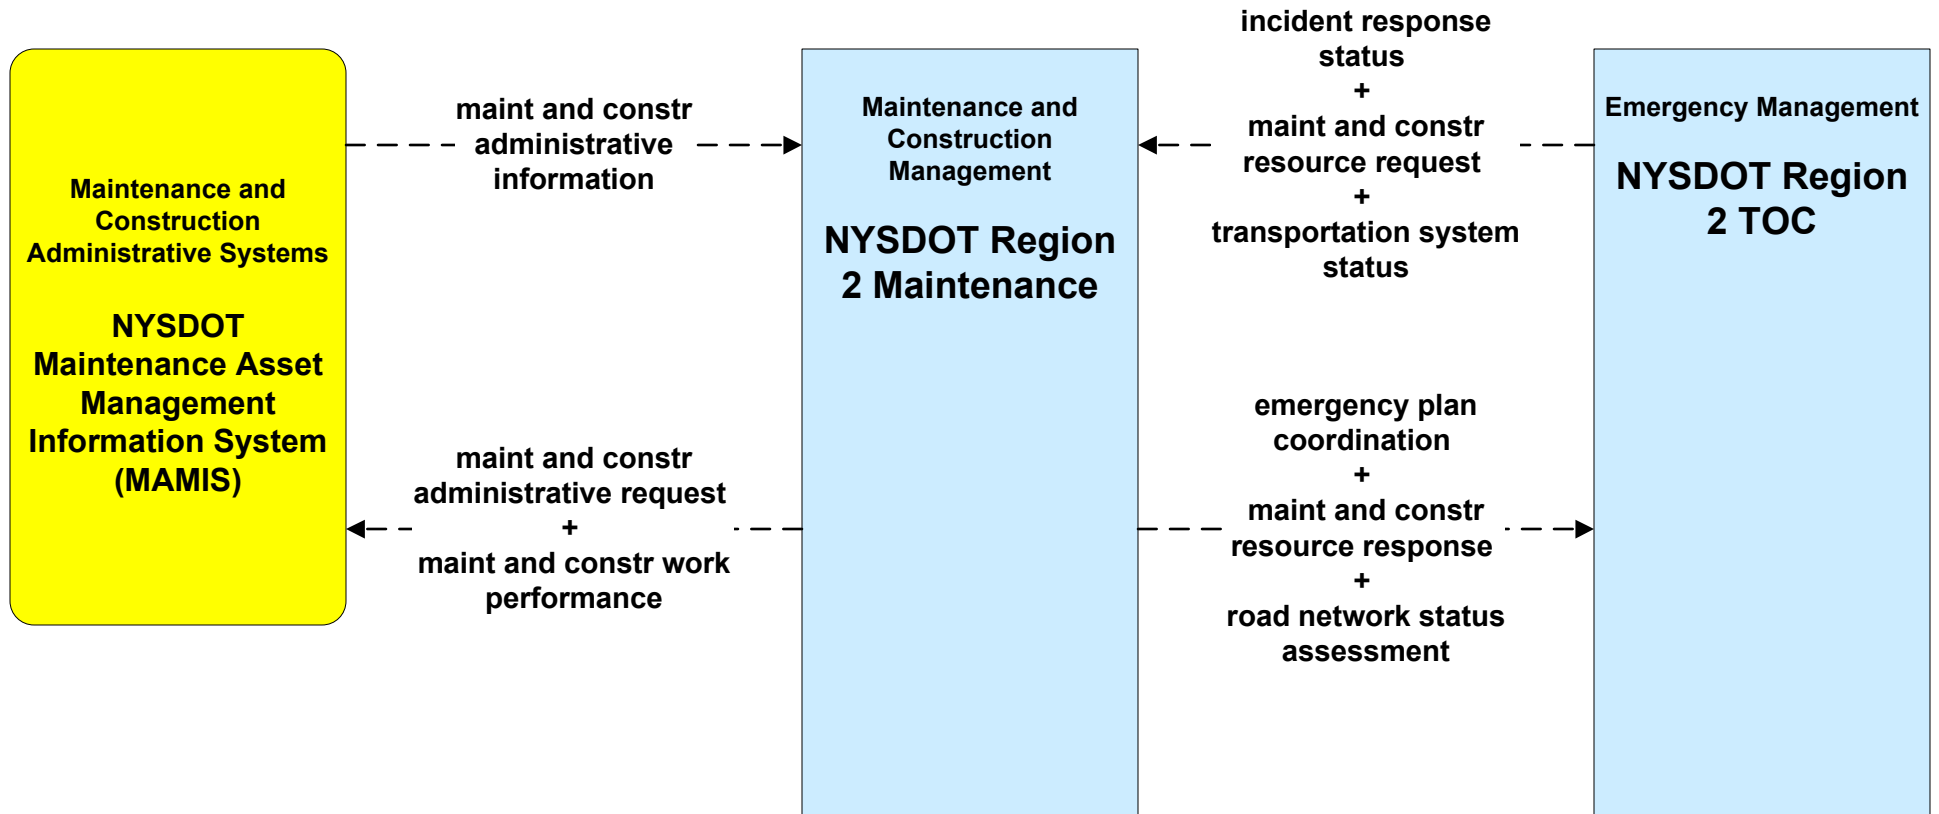 Maintenance and
Construction
Administrative Systems
NYSDOT
Maintenance Asset
Management
Information System
(MAMIS)
maint and constr
administrative
information
maint and constr
administrative request
+
maint and constr work
performance
Maintenance and
Construction
Management
NYSDOT Region
2 Maintenance
incident response
status
+
maint and constr
resource request
+
transportation system
status
emergency plan
coordination
+
maint and constr
resource response
+
road network status
assessment
Emergency Management
NYSDOT Region
2 TOC